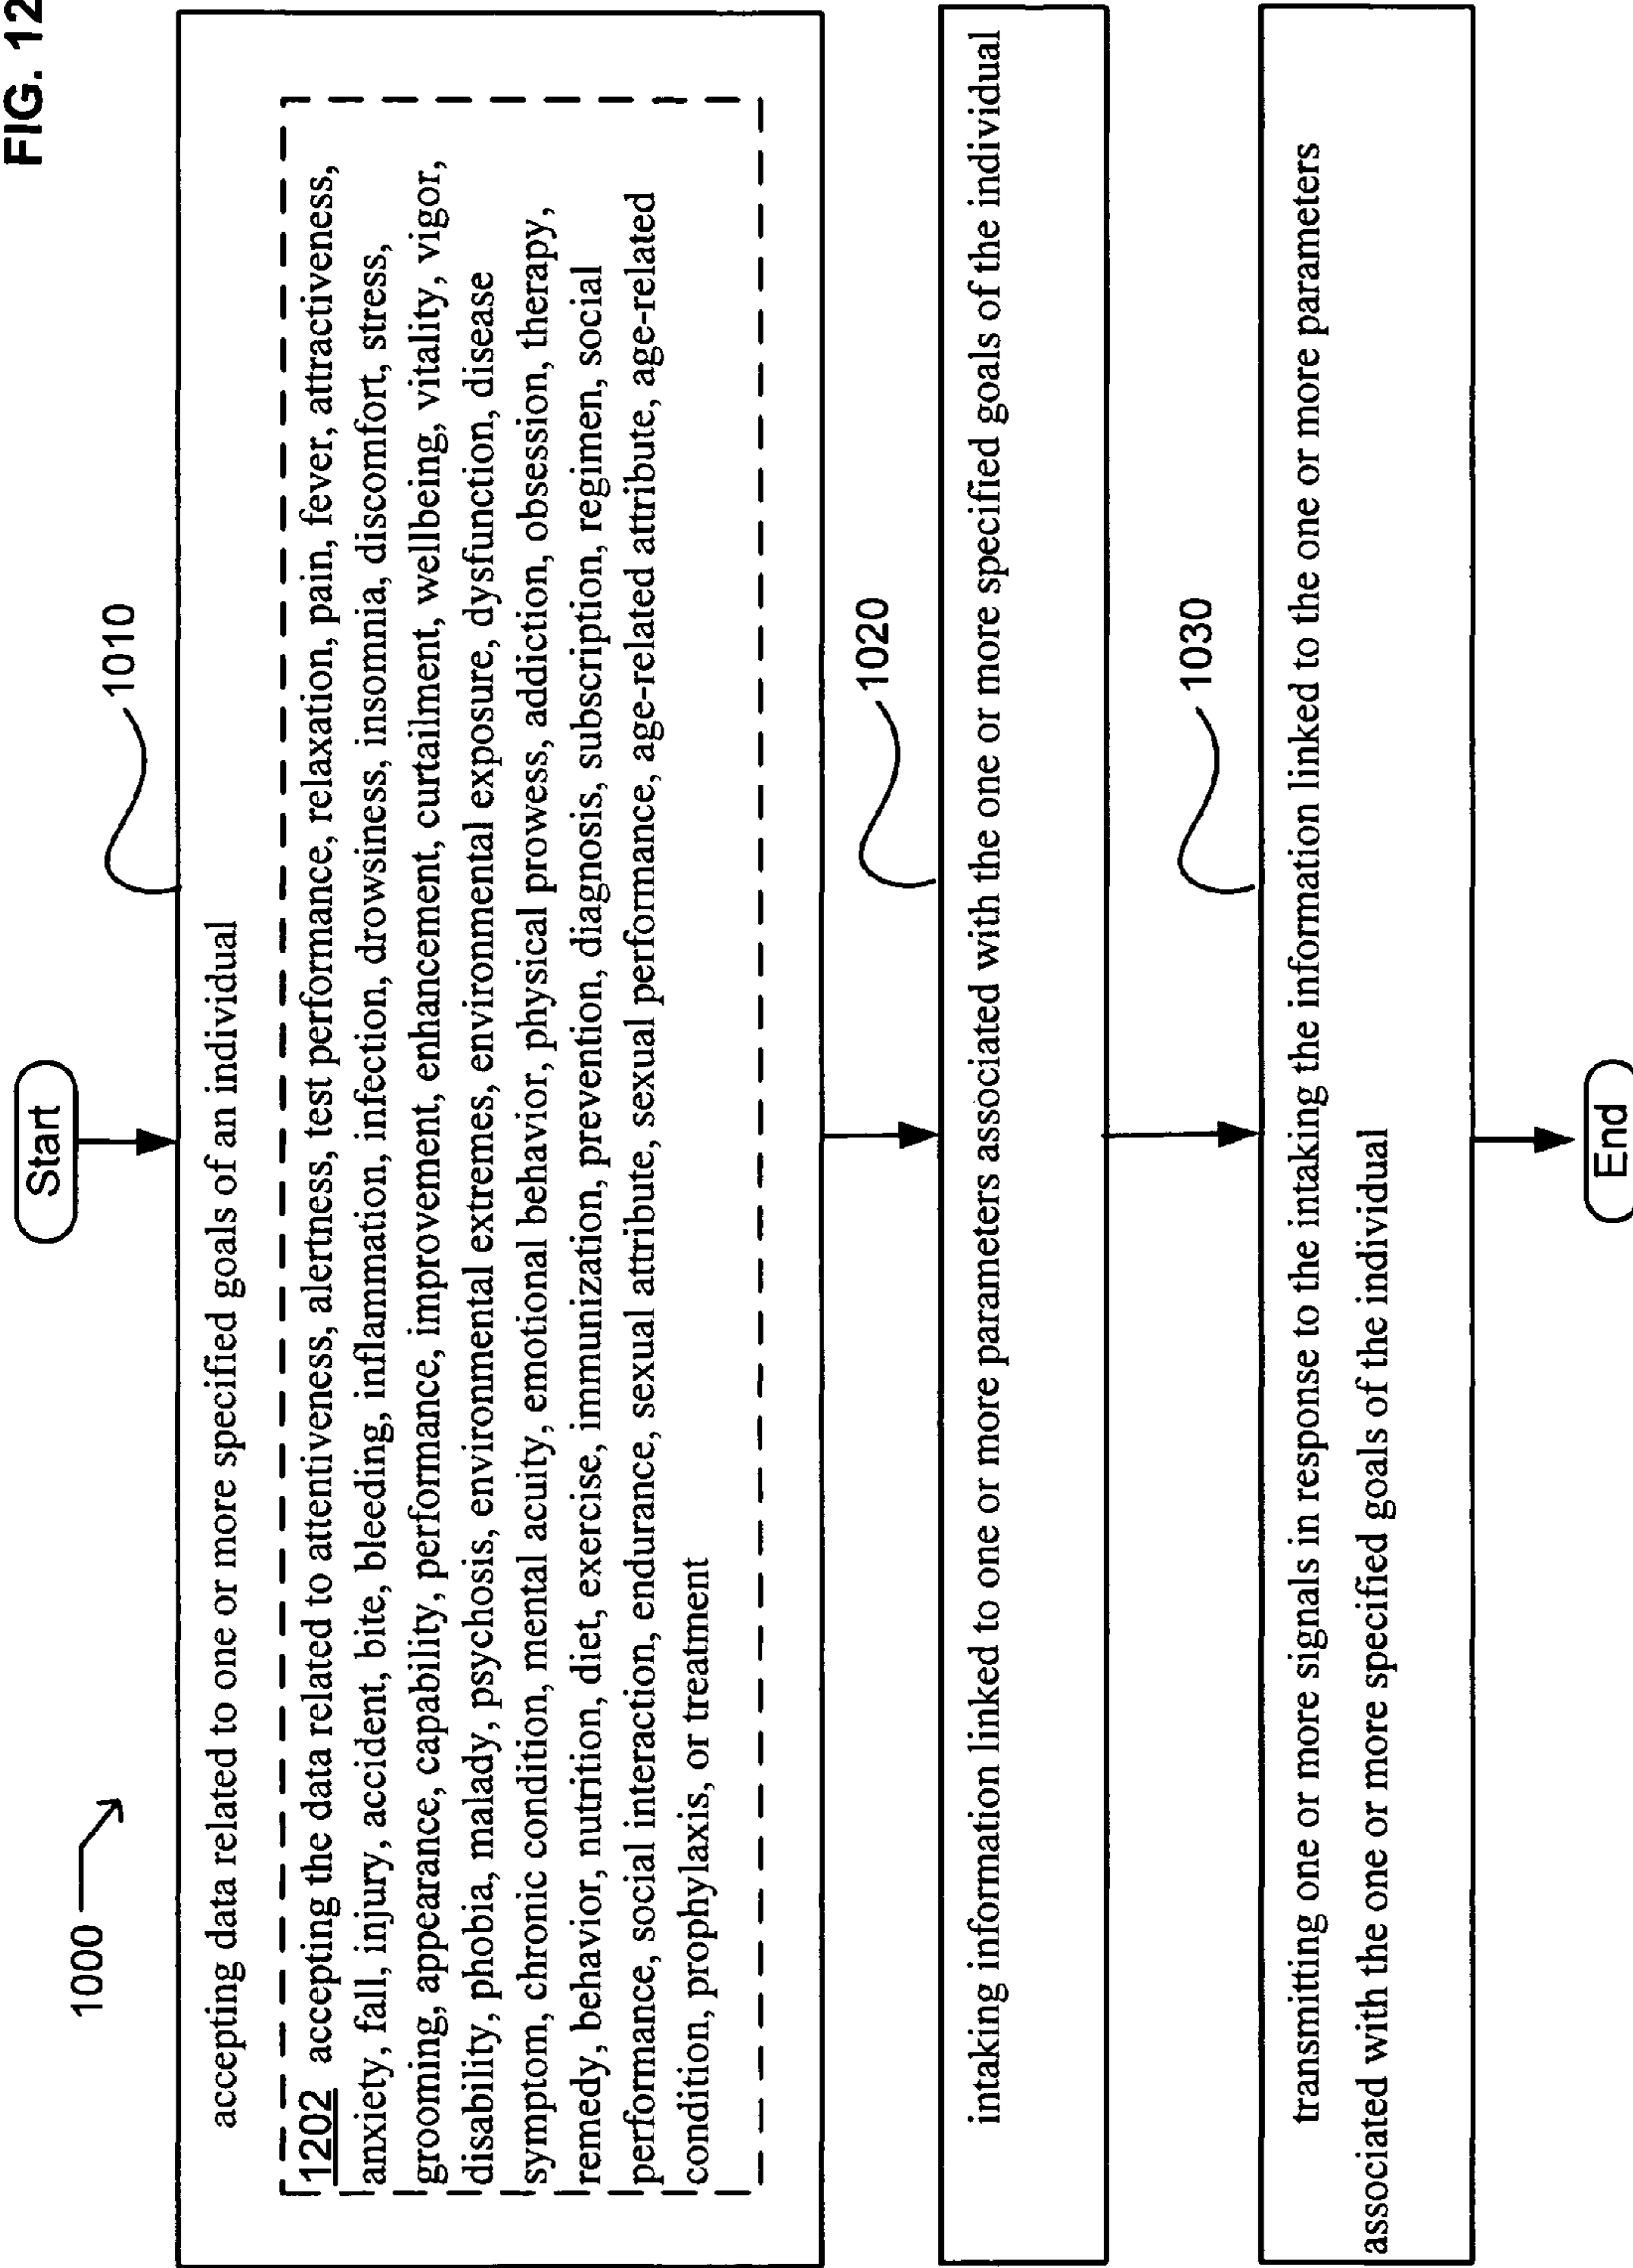 FIG. 12
1000
Start
1010
accepting data related to one or more specified goals of an individual
1202 accepting the data related to attentiveness, alertness, test performance, relaxation, pain, fever, attractiveness,
anxiety, fall, injury, accident, bite, bleeding, inflammation, infection, drowsiness, insomnia, discomfort, stress,
grooming, appearance, capability, performance, improvement, enhancement, curtailment, wellbeing, vitality, vigor,
disability, phobia, malady, psychosis, environmental extremes, environmental exposure, dysfunction, disease
symptom, chronic condition, mental acuity, emotional behavior, physical prowess, addiction, obsession, therapy,
remedy, behavior, nutrition, diet, exercise, immunization, prevention, diagnosis, subscription, regimen, social
performance, social interaction, endurance, sexual attribute, sexual performance, age-related attribute, age-related
condition, prophylaxis, or treatment
1020
intaking information linked to one or more parameters associated with the one or more specified goals of the individual
1030
transmitting one or more signals in response to the intaking the information linked to the one or more parameters
associated with the one or more specified goals of the individual
End